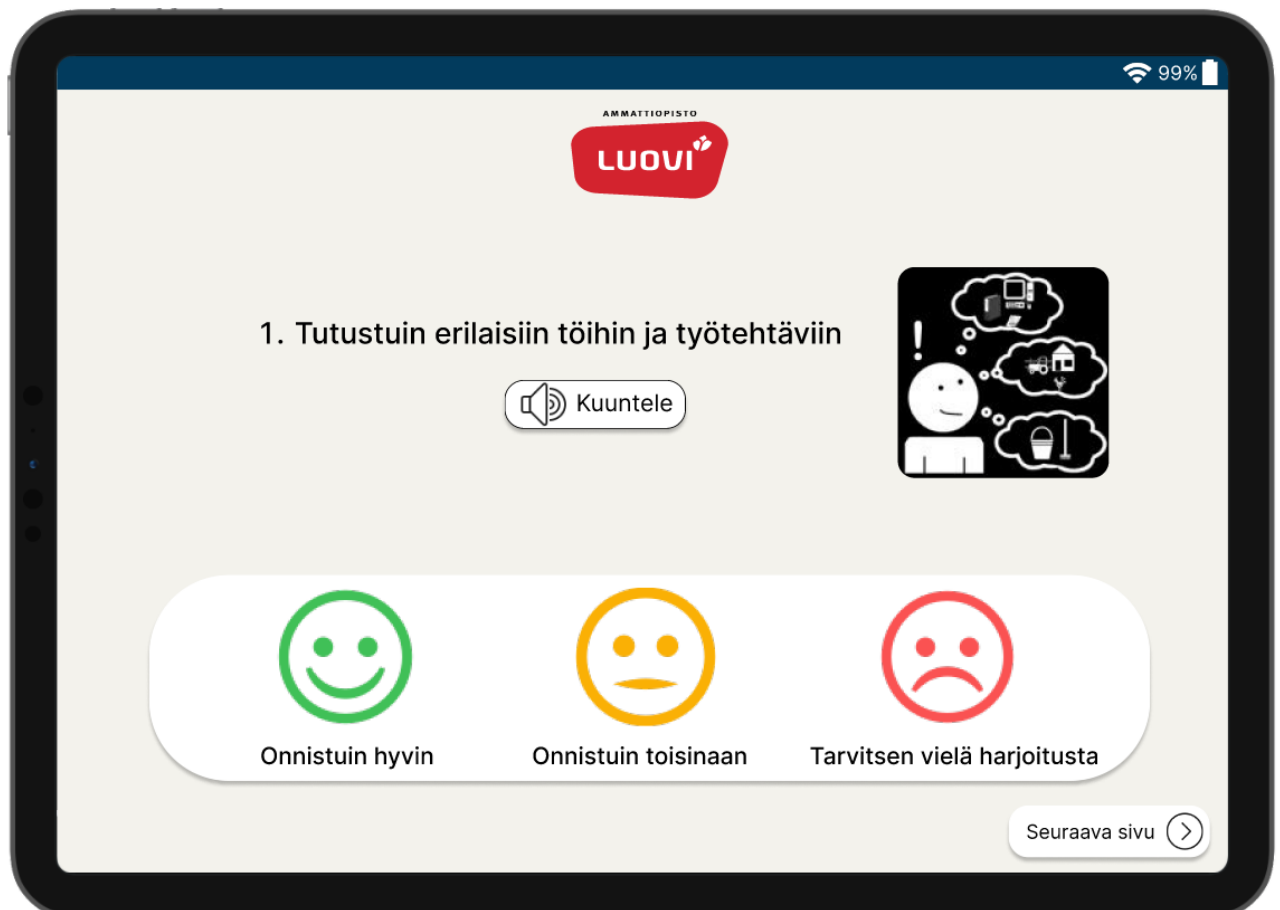 99%
AMMATTIOPISTO
LUOVI
1. Tutustuin erilaisiin töihin ja työtehtäviin
Kuuntele
!
Onnistuin hyvin
Onnistuin toisinaan
Tarvitsen vielä harjoitusta
Seuraava sivu